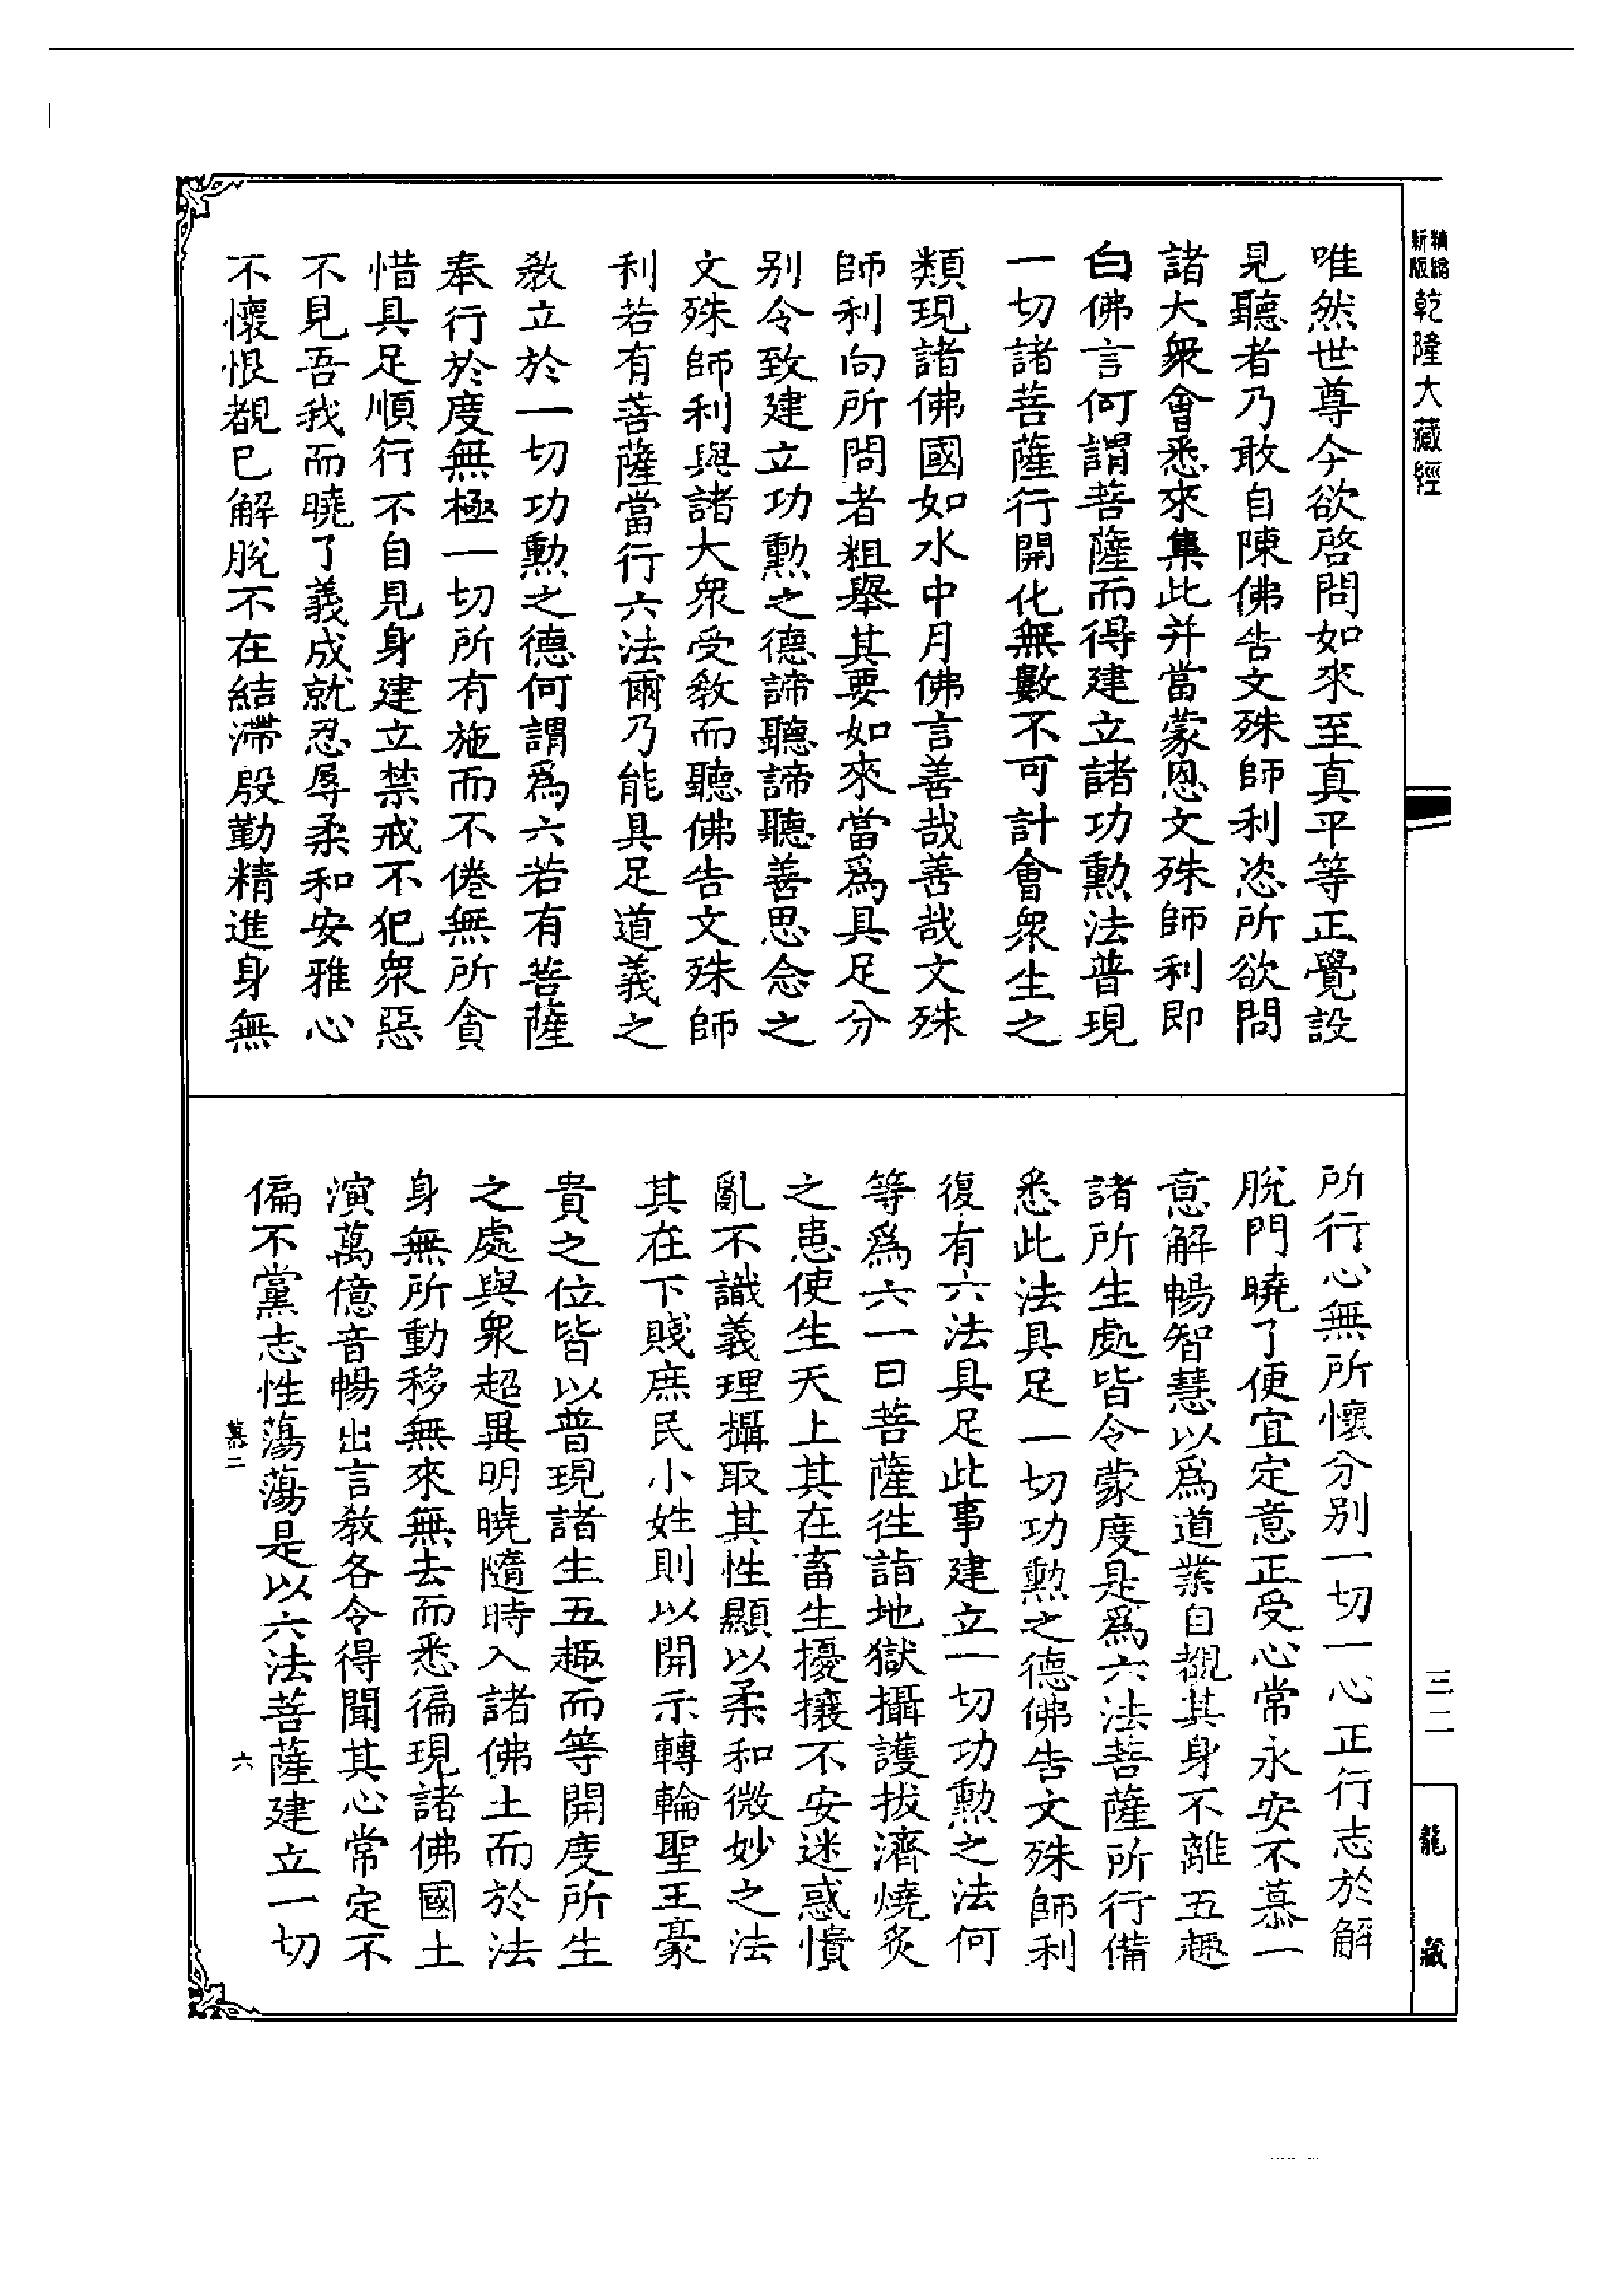 精縮新版乾隆大藏經
三二
龍藏
唯然世尊今欲啓問如來至真平等正覺設
見聽者乃敢自陳佛告文殊師利恣所欲問
諸大衆會悉來集此并當蒙恩文殊師利即
白佛言何謂菩薩而得建立諸功勳法普現
一切諸菩薩行開化無數不可計會衆生之
類現諸佛國如水中月佛言善哉善哉文殊
師利向所問者粗舉其要如來當爲具足分
别令致建立功勳之德諦聽諦聽善思念之
文殊師利與諸大衆受教而聽佛告文殊師
利若有菩薩當行六法爾乃能具足道義之
教立於一切功勳之德何謂爲六若有菩薩
奉行於度無極一切所有施而不倦無所貪
惜具足順行不自見身建立禁戒不犯衆惡
不見吾我而曉了義成就忍辱柔和安雅心
不懷恨覩已解脫不在結滯殷勤精進身無
所行心無所懷分别一切一心正行志於解
脫門曉了便宜定意正受心常永安不慕一
意解暢智慧以爲道業自覩其身不離五趣
諸所生處皆令蒙度是爲六法菩薩所行備
悉此法具足一切功勳之德佛告文殊師利
復有六法具足此事建立一切功勳之法何
等爲六一曰菩薩往詣地獄攝護拔濟燒炙
之患使生天上其在畜生擾攘不安迷惑憒
亂不識義理攝取其性顯以柔和微妙之法
其在下賤庶民小姓則以開示轉輪聖王豪
貴之位皆以普現諸生五趣而等開度所生
之處與衆超異明曉隨時入諸佛土而於法
身無所動移無來無去而悉徧現諸佛國土
演萬億音暢出言教各令得聞其心常定不
偏不黨志性蕩蕩是以六法菩薩建立一切
慕二
六